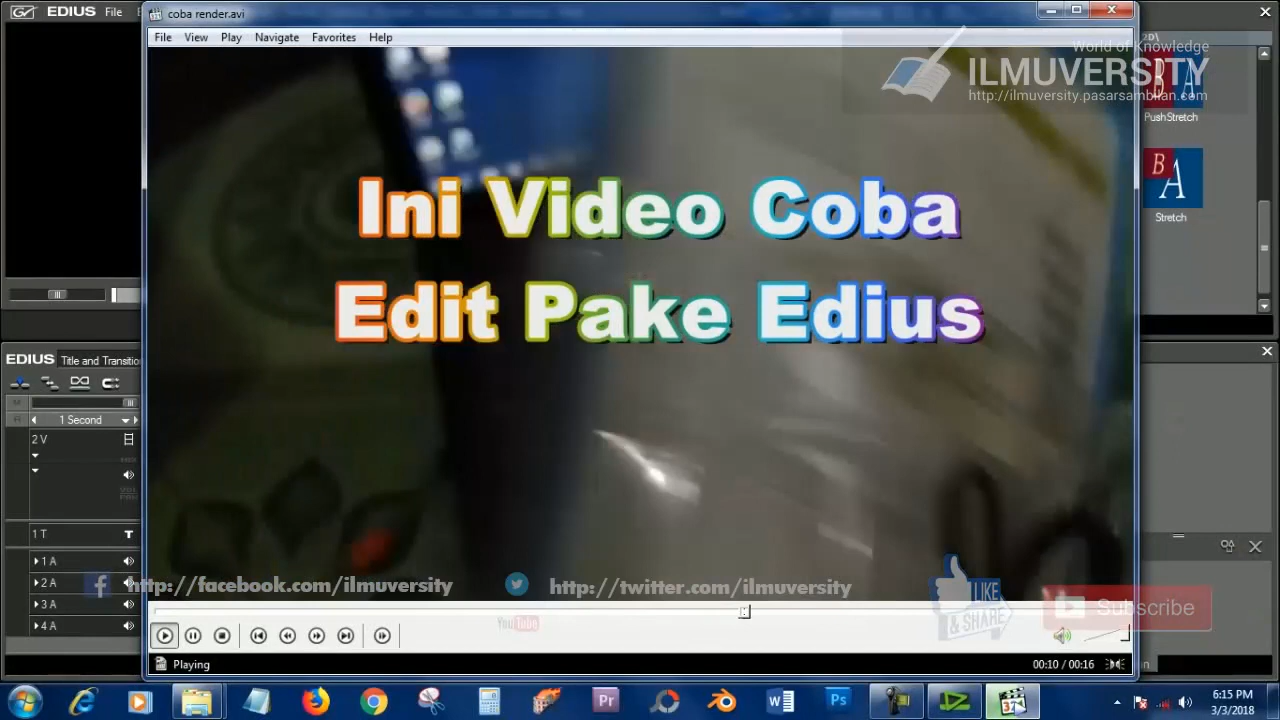 EDIUS File
coba render.avi
File View Play Navigate Favorites Help
World of Knowledge
ILMUVERSITY
http://ilmuversity.pasarsambilan.com
B A
PushStretch
B A
Stretch
Ini Video Coba
Edit Pake Edius
EDIUS Title and Transition
1 Second
2 V
1 T T
1 A
2 A
3 A
4 A
http://facebook.com/ilmuversity
http://twitter.com/ilmuversity
LIKE
& SHARE
Subscribe
YouTube
Playing
00:10 / 00:16
Pr
W
Ps
6:15 PM
3/3/2018